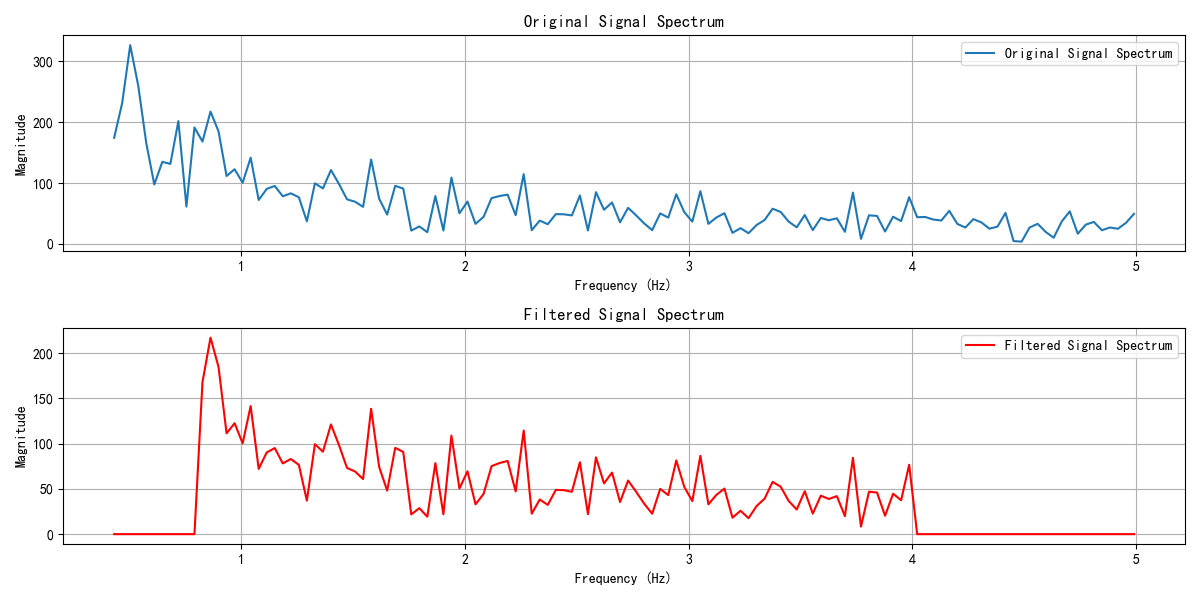 Original Signal Spectrum
Original Signal Spectrum
300
200
100
0
Magnitude
1 2 3 4 5
Frequency (Hz)
Filtered Signal Spectrum
Filtered Signal Spectrum
200
150
100
50
0
Magnitude
1 2 3 4 5
Frequency (Hz)